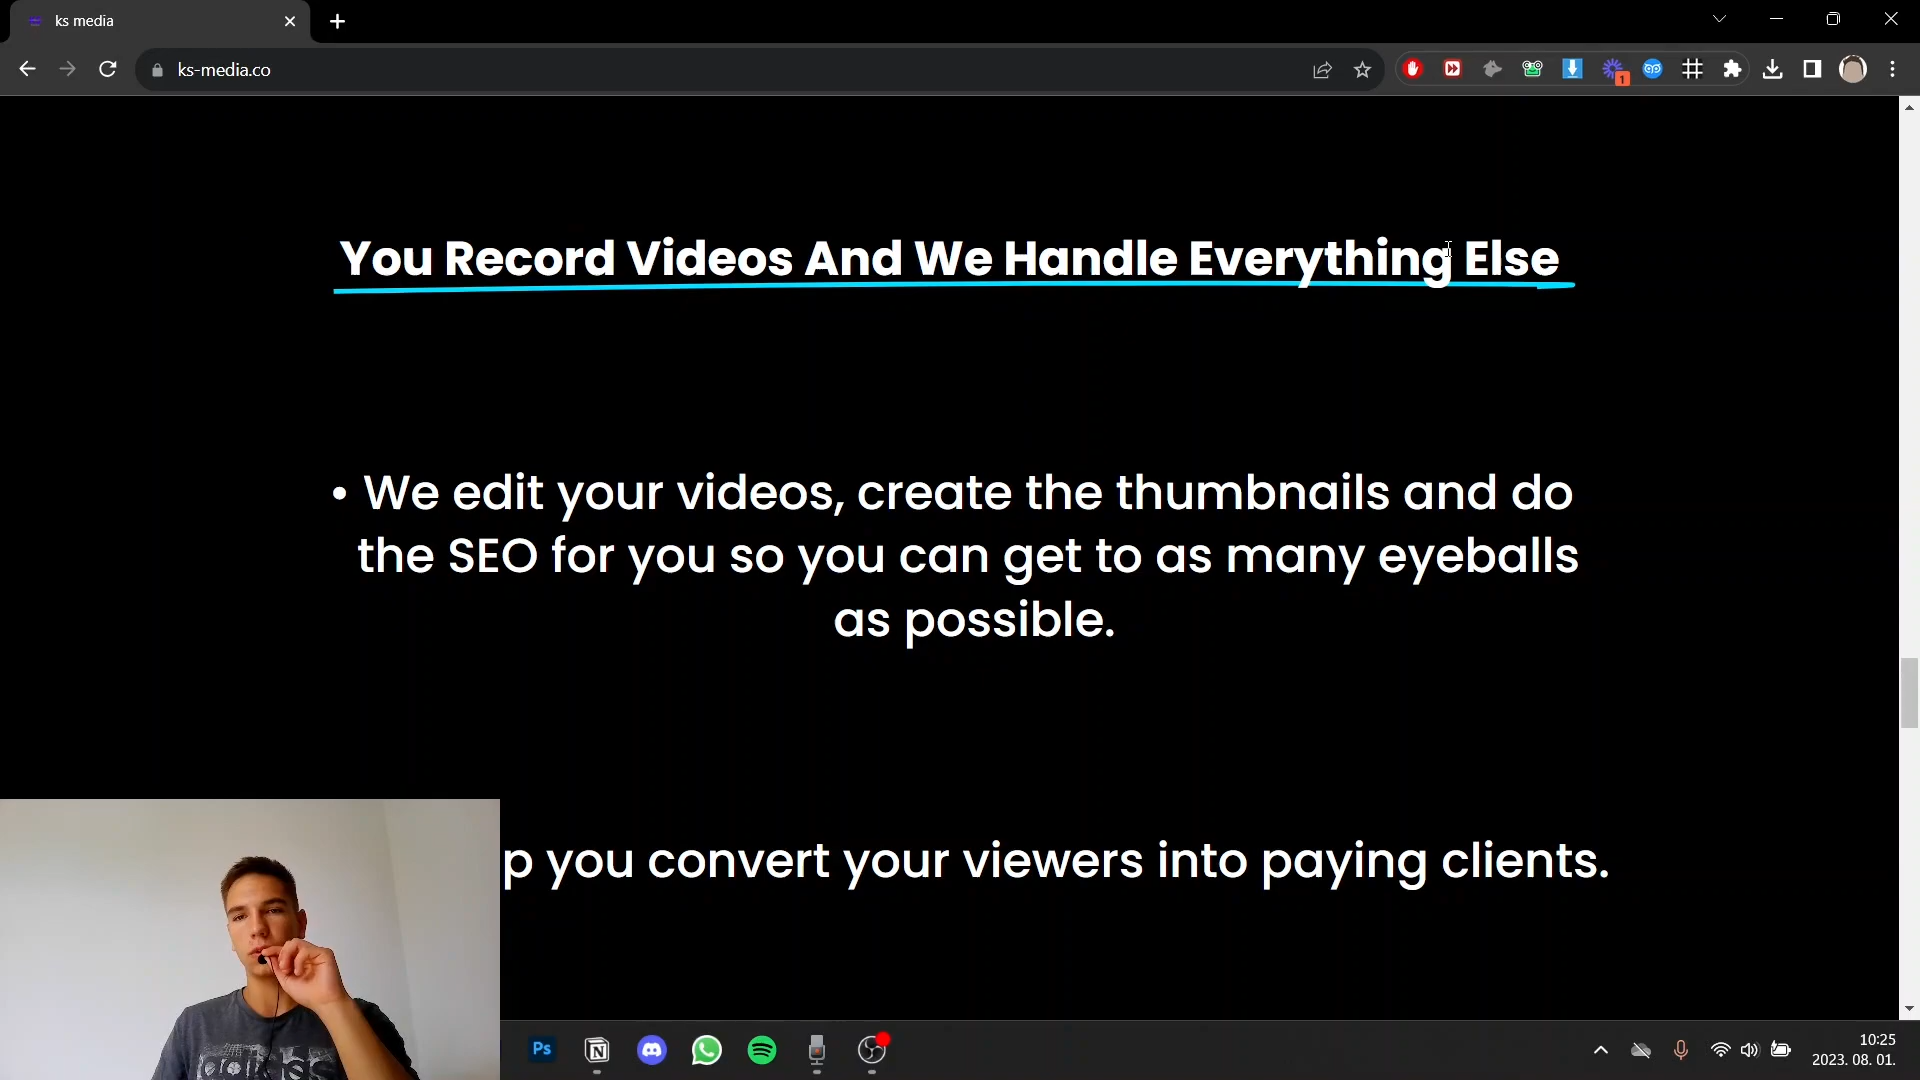 ks media
ks-media.co
1
You Record Videos And We Handle Everything Else
• We edit your videos, create the thumbnails and do
the SEO for you so you can get to as many eyeballs
as possible.
p you convert your viewers into paying clients.
Ps
10:25
2023. 08. 01.